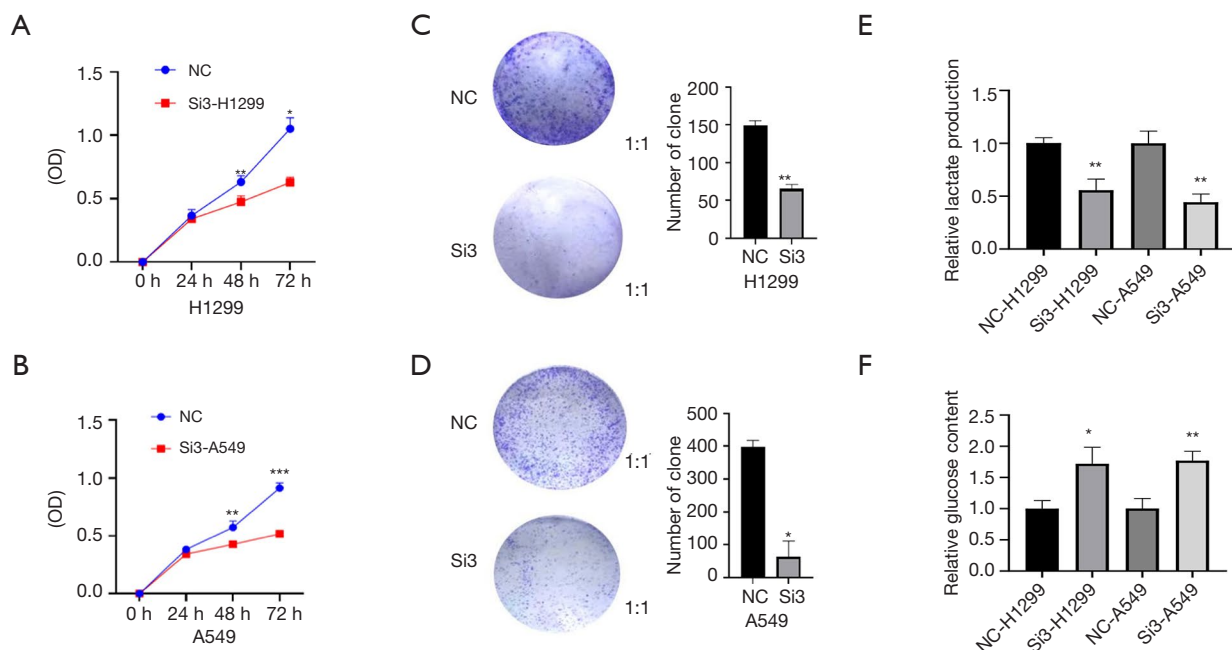 A
NC
Si3-H1299
1.5
1.0
0.5
0.0
(OD)
**
*
0 h 24 h 48 h 72 h
H1299
B
NC
Si3-A549
1.5
1.0
0.5
0.0
(OD)
**
***
0 h 24 h 48 h 72 h
A549
C
NC
1:1
Si3
1:1
Number of clone
200
150
100
50
0
**
NC Si3
H1299
D
NC
1:1
Si3
1:1
Number of clone
500
400
300
200
100
0
*
NC Si3
A549
E
Relative lactate production
1.5
1.0
0.5
0.0
**
**
NC-H1299
Si3-H1299
NC-A549
Si3-A549
F
Relative glucose content
2.5
2.0
1.5
1.0
0.5
0.0
*
**
NC-H1299
Si3-H1299
NC-A549
Si3-A549